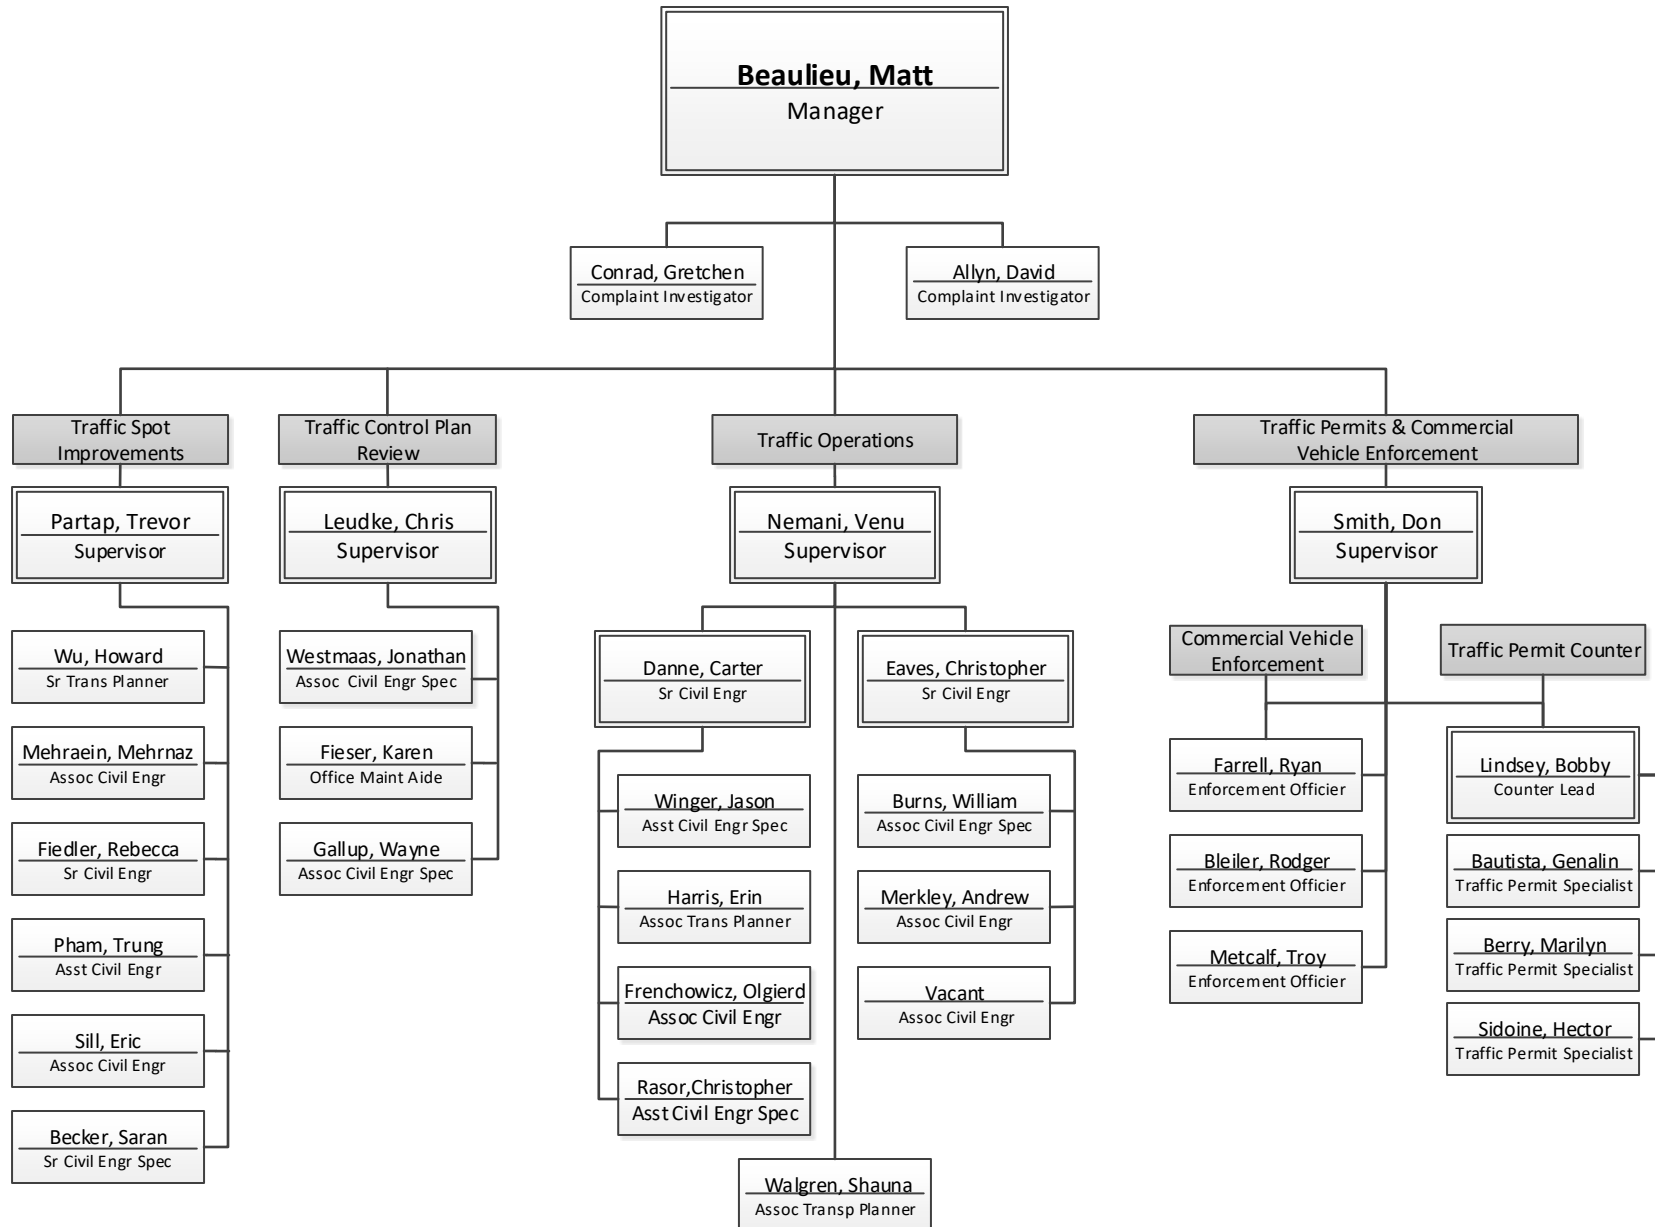 Beaulieu, Matt
Manager
Conrad, Gretchen
Complaint Investigator
Allyn, David
Complaint Investigator
Traffic Spot
Improvements
Partap, Trevor
Supervisor
Wu, Howard
Sr Trans Planner
Mehraein, Mehrnaz
Assoc Civil Engr
Fiedler, Rebecca
Sr Civil Engr
Pham, Trung
Asst Civil Engr
Sill, Eric
Assoc Civil Engr
Becker, Saran
Sr Civil Engr Spec
Traffic Control Plan
Review
Leudke, Chris
Supervisor
Westmaas, Jonathan
Assoc Civil Engr Spec
Fieser, Karen
Office Maint Aide
Gallup, Wayne
Assoc Civil Engr Spec
Traffic Operations
Nemani, Venu
Supervisor
Danne, Carter
Sr Civil Engr
Winger, Jason
Asst Civil Engr Spec
Harris, Erin
Assoc Trans Planner
Frenchowicz, Olgierd
Assoc Civil Engr
Rasor,Christopher
Asst Civil Engr Spec
Eaves, Christopher
Sr Civil Engr
Burns, William
Assoc Civil Engr Spec
Merkley, Andrew
Assoc Civil Engr
Vacant
Assoc Civil Engr
Walgren, Shauna
Assoc Transp Planner
Traffic Permits & Commercial
Vehicle Enforcement
Smith, Don
Supervisor
Commercial Vehicle
Enforcement
Farrell, Ryan
Enforcement Officier
Bleiler, Rodger
Enforcement Officier
Metcalf, Troy
Enforcement Officier
Traffic Permit Counter
Lindsey, Bobby
Counter Lead
Bautista, Genalin
Traffic Permit Specialist
Berry, Marilyn
Traffic Permit Specialist
Sidoine, Hector
Traffic Permit Specialist